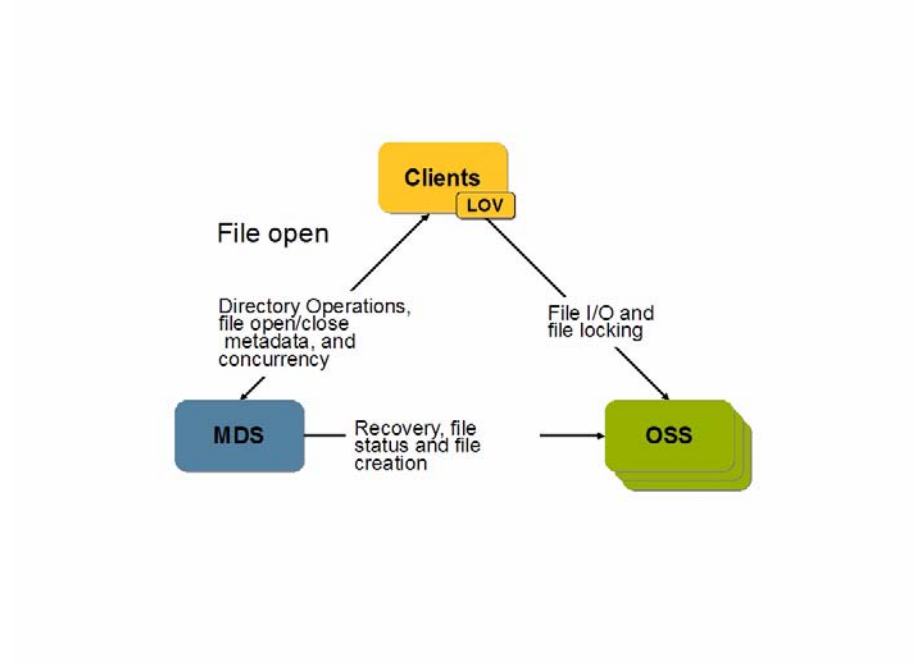 Clients
LOV
File open
Directory Operations,
file open/close
metadata, and
concurrency
File I/O and
file locking
MDS
Recovery, file
status and file
creation
OSS